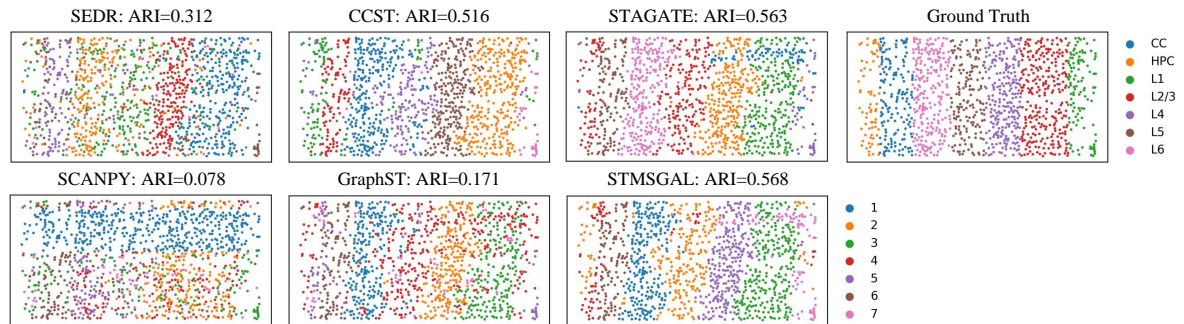 SEDR: ARI=0.312
CCST: ARI=0.516
STAGATE: ARI=0.563
Ground Truth
CC
HPC
L1
L2/3
L4
L5
L6
SCANPY: ARI=0.078
GraphST: ARI=0.171
STMSGAL: ARI=0.568
1
2
3
4
5
6
7